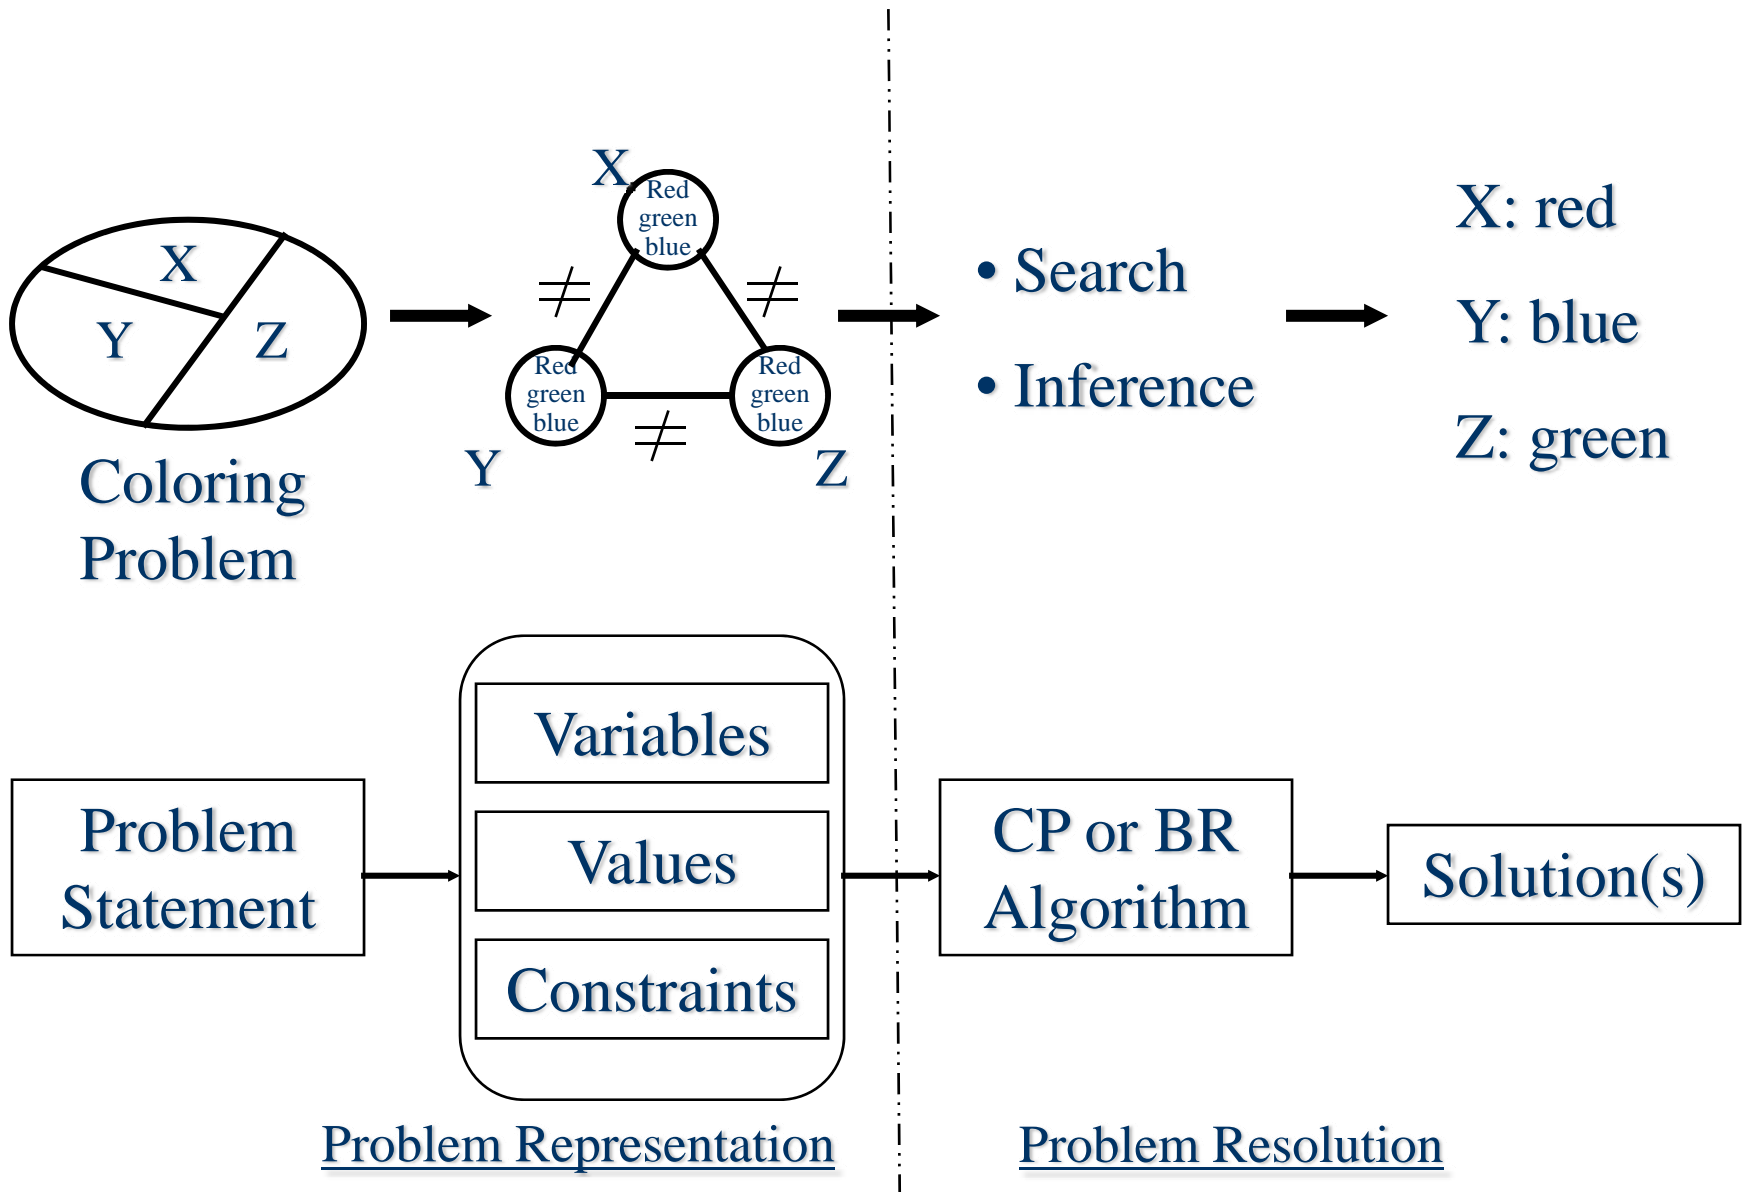 X
Y
Z
Coloring
Problem
X
Red
green
blue
≠
≠
Red
green
blue
Red
green
blue
≠
Y
Z
• Search
• Inference
X: red
Y: blue
Z: green
Problem
Statement
Variables
Values
Constraints
CP or BR
Algorithm
Solution(s)
Problem Representation
Problem Resolution